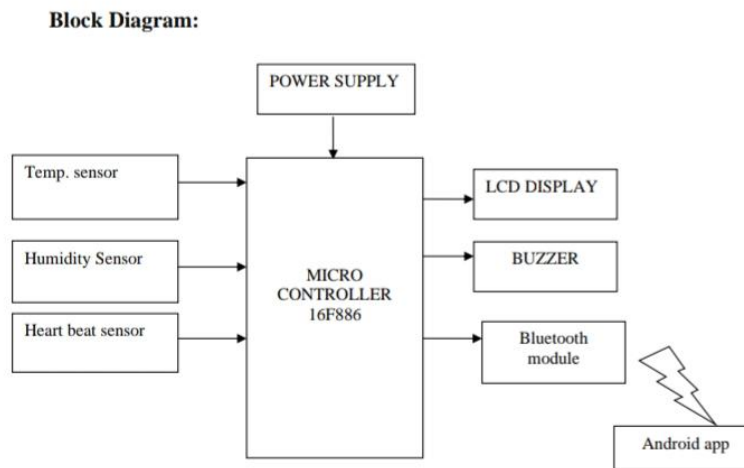 Block Diagram:
POWER SUPPLY
Temp. sensor
Humidity Sensor
Heart beat sensor
MICRO
CONTROLLER
16F886
LCD DISPLAY
BUZZER
Bluetooth
module
Android app